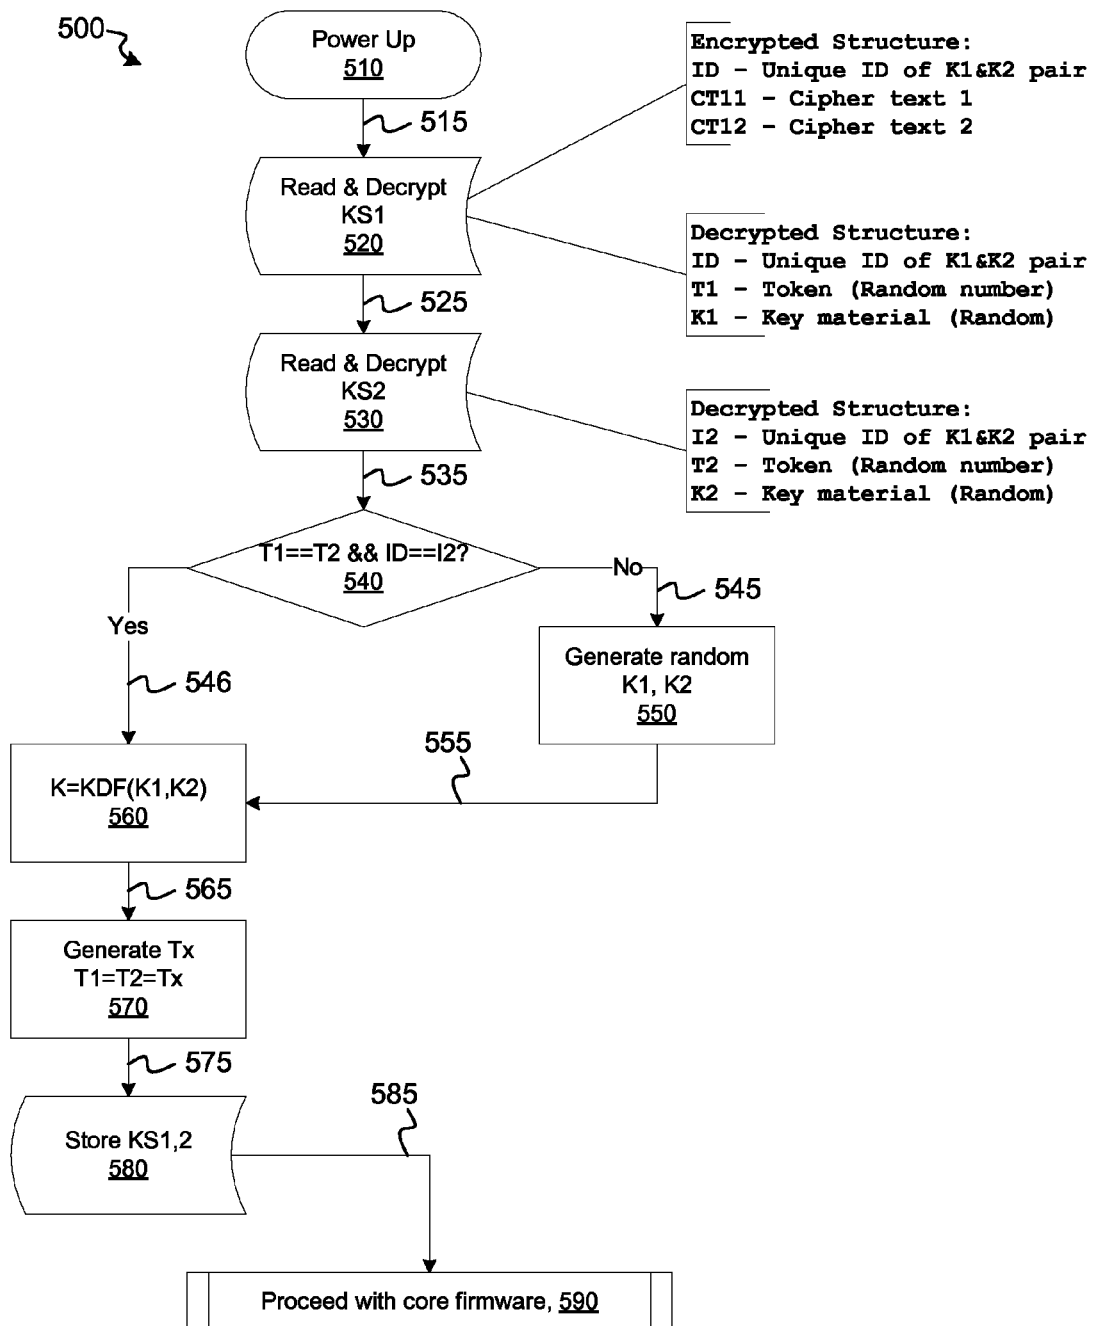 500
Power Up
510
515
Encrypted Structure:
ID - Unique ID of K1&K2 pair
CT11 - Cipher text 1
CT12 - Cipher text 2
Read & Decrypt
KS1
520
Decrypted Structure:
ID - Unique ID of K1&K2 pair
T1 - Token (Random number)
K1 - Key material (Random)
525
Read & Decrypt
KS2
530
Decrypted Structure:
I2 - Unique ID of K1&K2 pair
T2 - Token (Random number)
K2 - Key material (Random)
535
T1==T2 && ID==I2?
540
No
545
Yes
546
Generate random
K1, K2
550
555
K=KDF(K1,K2)
560
565
Generate Tx
T1=T2=Tx
570
575
585
Store KS1,2
580
Proceed with core firmware, 590